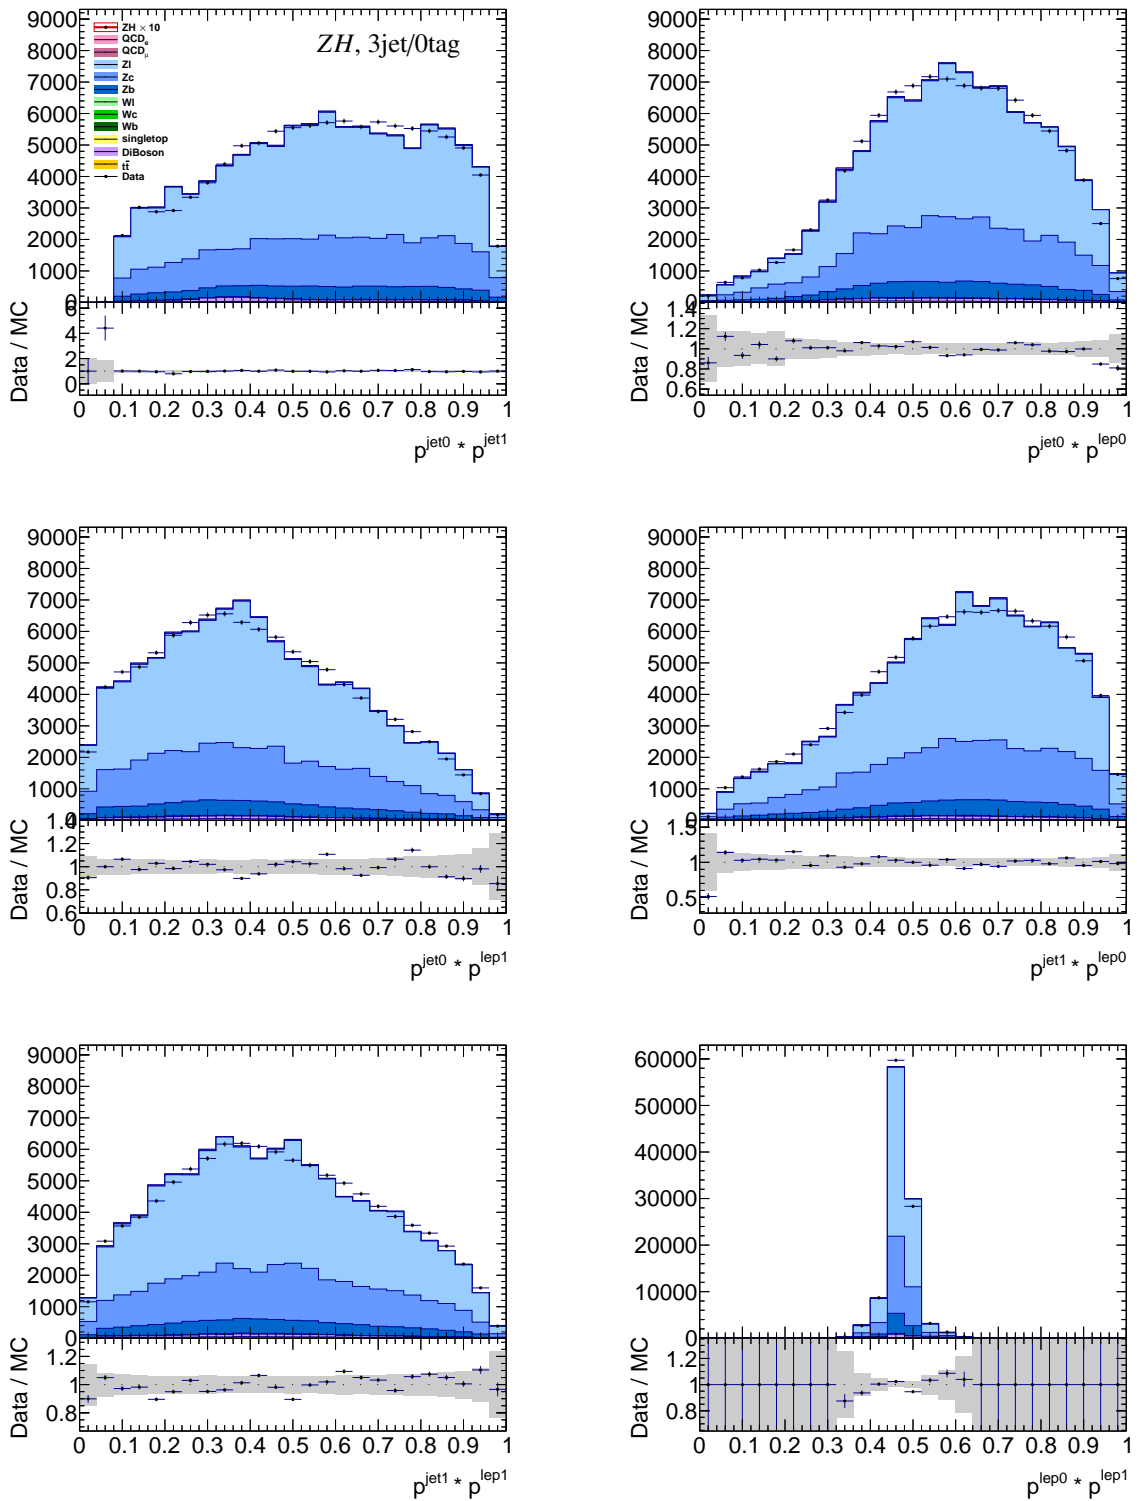 ZH, 3jet/0tag
ZH × 10
QCD_e
QCD_μ
Zl
Zc
Zb
Wl
Wc
Wb
singletop
DiBoson
tt̄
Data
9000
8000
7000
6000
5000
4000
3000
2000
1000
0
Data / MC
6
4
2
0
0 0.1 0.2 0.3 0.4 0.5 0.6 0.7 0.8 0.9 1
p^jet0 * p^jet1
9000
8000
7000
6000
5000
4000
3000
2000
1000
0
Data / MC
1.4
1.2
1
0.8
0.6
0 0.1 0.2 0.3 0.4 0.5 0.6 0.7 0.8 0.9 1
p^jet0 * p^lep0
9000
8000
7000
6000
5000
4000
3000
2000
1000
0
Data / MC
1.4
1.2
1
0.8
0.6
0 0.1 0.2 0.3 0.4 0.5 0.6 0.7 0.8 0.9 1
p^jet0 * p^lep1
9000
8000
7000
6000
5000
4000
3000
2000
1000
0
Data / MC
1.5
1
0.5
0 0.1 0.2 0.3 0.4 0.5 0.6 0.7 0.8 0.9 1
p^jet1 * p^lep0
9000
8000
7000
6000
5000
4000
3000
2000
1000
0
Data / MC
1.2
1
0.8
0 0.1 0.2 0.3 0.4 0.5 0.6 0.7 0.8 0.9 1
p^jet1 * p^lep1
60000
50000
40000
30000
20000
10000
0
Data / MC
1.2
1
0.8
0 0.1 0.2 0.3 0.4 0.5 0.6 0.7 0.8 0.9 1
p^lep0 * p^lep1